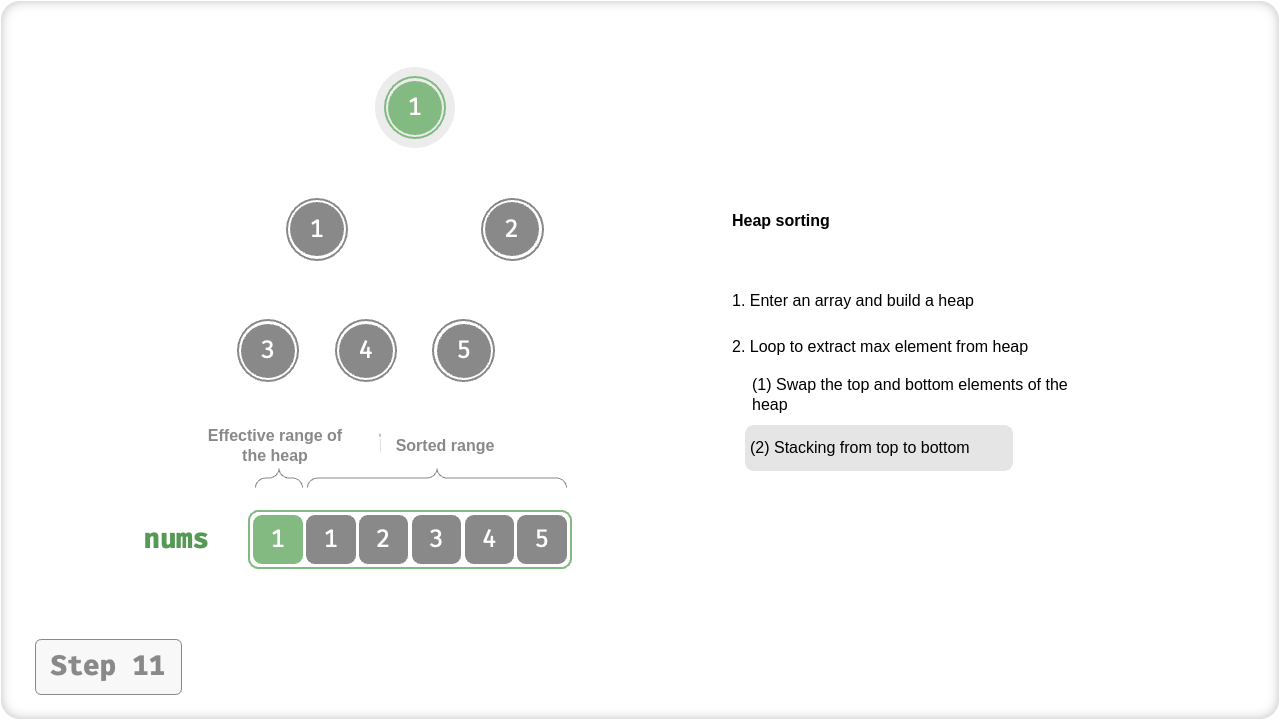 1
1 2
3 4 5
Heap sorting
1. Enter an array and build a heap
2. Loop to extract max element from heap
(1) Swap the top and bottom elements of the
heap
(2) Stacking from top to bottom
Effective range of
the heap
Sorted range
nums 1 1 2 3 4 5
Step 11